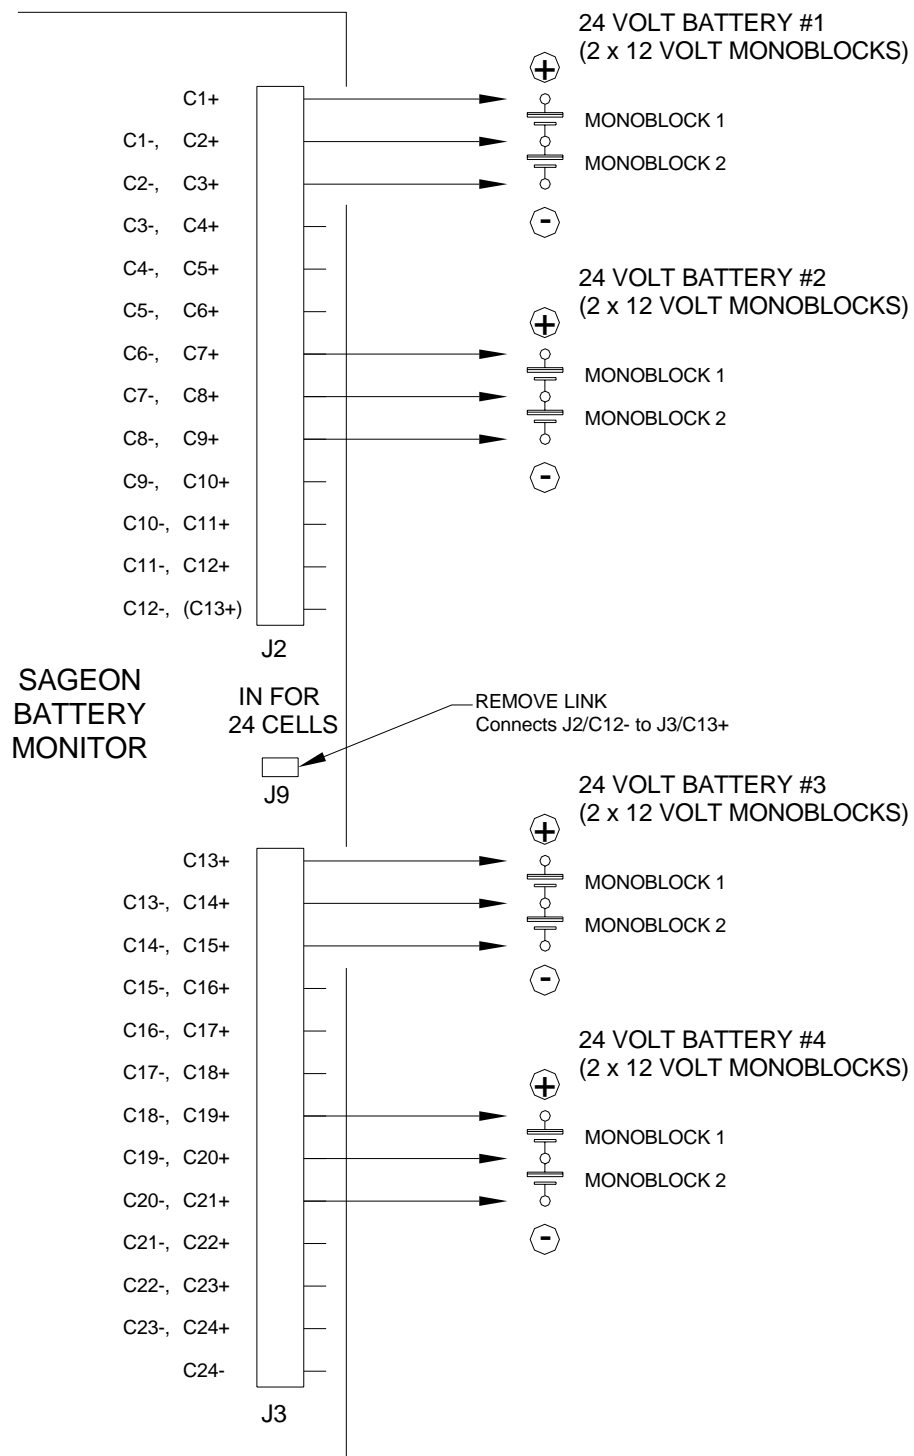 24 VOLT BATTERY #1
(2 x 12 VOLT MONOBLOCKS)
+
C1+
MONOBLOCK 1
C1-, C2+
MONOBLOCK 2
C2-, C3+
-
C3-, C4+
C4-, C5+
24 VOLT BATTERY #2
(2 x 12 VOLT MONOBLOCKS)
C5-, C6+
+
C6-, C7+
MONOBLOCK 1
C7-, C8+
MONOBLOCK 2
C8-, C9+
-
C9-, C10+
C10-, C11+
C11-, C12+
C12-, (C13+)
J2
SAGEON
BATTERY
MONITOR
IN FOR
24 CELLS
REMOVE LINK
Connects J2/C12- to J3/C13+
J9
24 VOLT BATTERY #3
(2 x 12 VOLT MONOBLOCKS)
+
C13+
MONOBLOCK 1
C13-, C14+
MONOBLOCK 2
C14-, C15+
-
C15-, C16+
C16-, C17+
24 VOLT BATTERY #4
(2 x 12 VOLT MONOBLOCKS)
C17-, C18+
+
C18-, C19+
MONOBLOCK 1
C19-, C20+
MONOBLOCK 2
C20-, C21+
-
C21-, C22+
C22-, C23+
C23-, C24+
C24-
J3